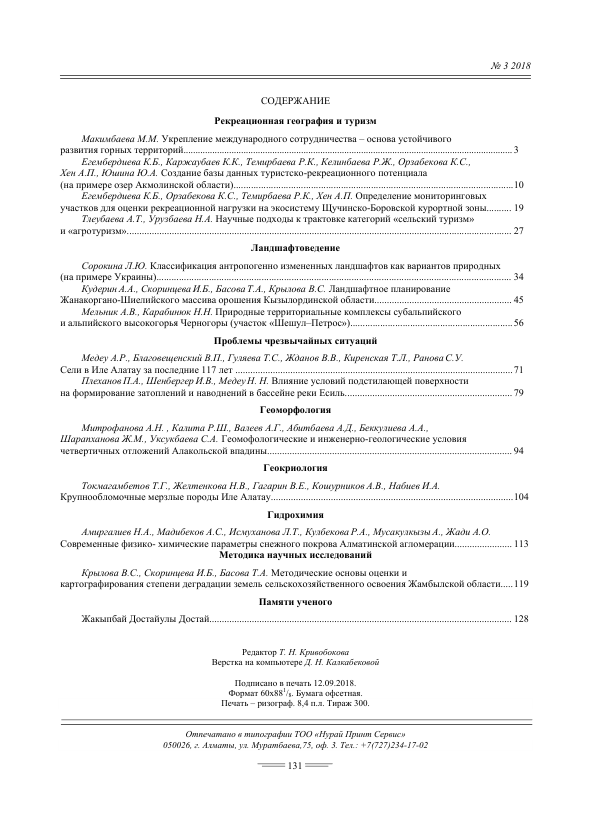 № 3 2018
СОДЕРЖАНИЕ
Рекреационная география и туризм
Макимбаева М.М. Укрепление международного сотрудничества – основа устойчивого
развития горных территорий.......... 3
Егембердиева К.Б., Каржаубаев К.К., Темирбаева Р.К., Келинбаева Р.Ж., Орзабекова К.С.,
Хен А.П., Юшина Ю.А. Создание базы данных туристско-рекреационного потенциала
(на примере озер Акмолинской области)..........10
Егембердиева К.Б., Орзабекова К.С., Темирбаева Р.К., Хен А.П. Определение мониторинговых
участков для оценки рекреационной нагрузки на экосистему Щучинско-Боровской курортной зоны.......... 19
Тлеубаева А.Т., Урузбаева Н.А. Научные подходы к трактовке категорий «сельский туризм»
и «агротуризм».......... 27
Ландшафтоведение
Сорокина Л.Ю. Классификация антропогенно измененных ландшафтов как вариантов природных
(на примере Украины).......... 34
Кудерин А.А., Скоринцева И.Б., Басова Т.А., Крылова В.С. Ландшафтное планирование
Жанакоргано-Шиелийского массива орошения Кызылординской области.......... 45
Мельник А.В., Карабинюк Н.Н. Природные территориальные комплексы субальпийского
и альпийского высокогорья Черногоры (участок «Шешул–Петрос»).......... 56
Проблемы чрезвычайных ситуаций
Медеу А.Р., Благовещенский В.П., Гуляева Т.С., Жданов В.В., Киренская Т.Л., Ранова С.У.
Сели в Иле Алатау за последние 117 лет ..........71
Плеханов П.А., Шенбергер И.В., Медеу Н. Н. Влияние условий подстилающей поверхности
на формирование затоплений и наводнений в бассейне реки Есиль.......... 79
Геоморфология
Митрофанова А.Н. , Калита Р.Ш., Валеев А.Г., Абитбаева А.Д., Беккулиева А.А.,
Шарапханова Ж.М., Уксукбаева С.А. Геомофологические и инженерно-геологические условия
четвертичных отложений Алакольской впадины.......... 94
Геокриология
Токмагамбетов Т.Г., Желтенкова Н.В., Гагарин В.Е., Кошурников А.В., Набиев И.А.
Крупнообломочные мерзлые породы Иле Алатау..........104
Гидрохимия
Амиргалиев Н.А., Мадибеков А.С., Исмуханова Л.Т., Кулбекова Р.А., Мусакулкызы А., Жади А.О.
Современные физико- химические параметры снежного покрова Алматинской агломерации.......... 113
Методика научных исследований
Крылова В.С., Скоринцева И.Б., Басова Т.А. Методические основы оценки и
картографирования степени деградации земель сельскохозяйственного освоения Жамбылской области.....119
Памяти ученого
Жакыпбай Достайулы Достай.......... 128
Редактор Т. Н. Кривобокова
Верстка на компьютере Д. Н. Калкабековой
Подписано в печать 12.09.2018.
Формат 60х88¹/₈. Бумага офсетная.
Печать – ризограф. 8,4 п.л. Тираж 300.
Отпечатано в типографии ТОО «Нурай Принт Сервис»
050026, г. Алматы, ул. Муратбаева,75, оф. 3. Тел.: +7(727)234-17-02
131